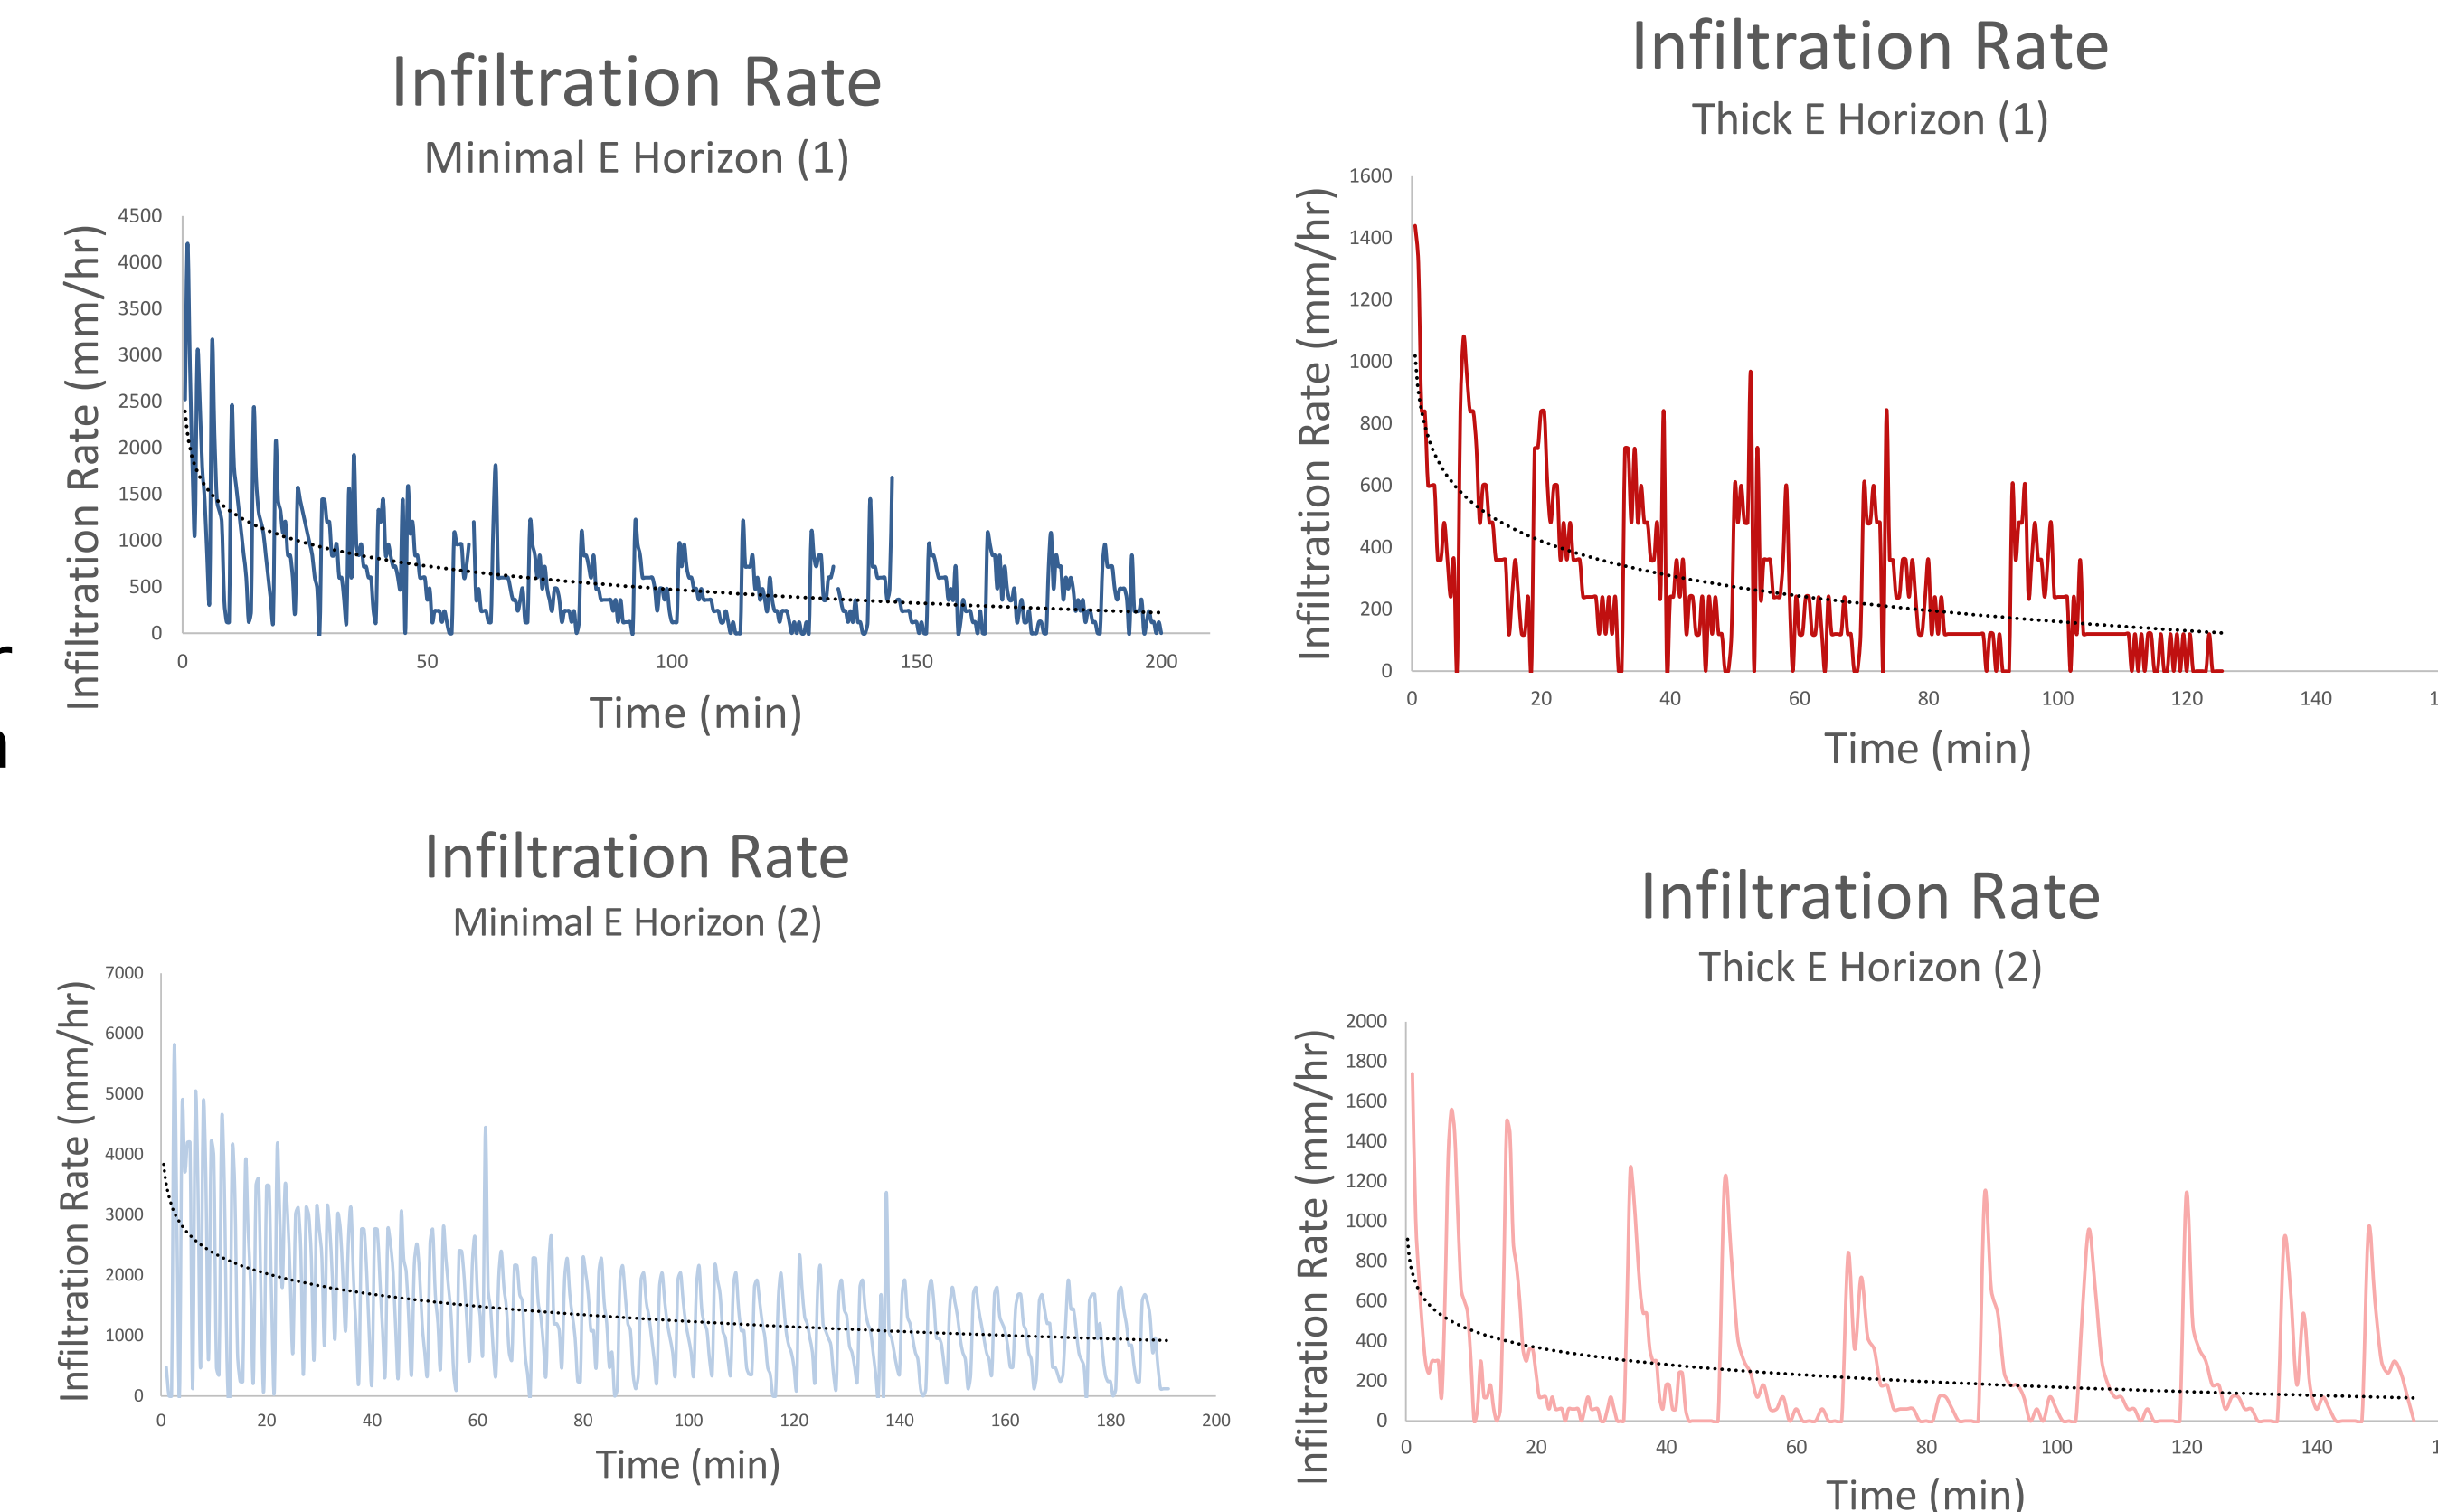 Infiltration Rate
Minimal E Horizon (1)
Infiltration Rate (mm/hr)
4500
4000
3500
3000
2500
2000
1500
1000
500
0
0 50 100 150 200
Time (min)
Infiltration Rate
Thick E Horizon (1)
Infiltration Rate (mm/hr)
1600
1400
1200
1000
800
600
400
200
0
0 20 40 60 80 100 120 140
Time (min)
Infiltration Rate
Minimal E Horizon (2)
Infiltration Rate (mm/hr)
7000
6000
5000
4000
3000
2000
1000
0
0 20 40 60 80 100 120 140 160 180 200
Time (min)
Infiltration Rate
Thick E Horizon (2)
Infiltration Rate (mm/hr)
2000
1800
1600
1400
1200
1000
800
600
400
200
0
0 20 40 60 80 100 120 140
Time (min)